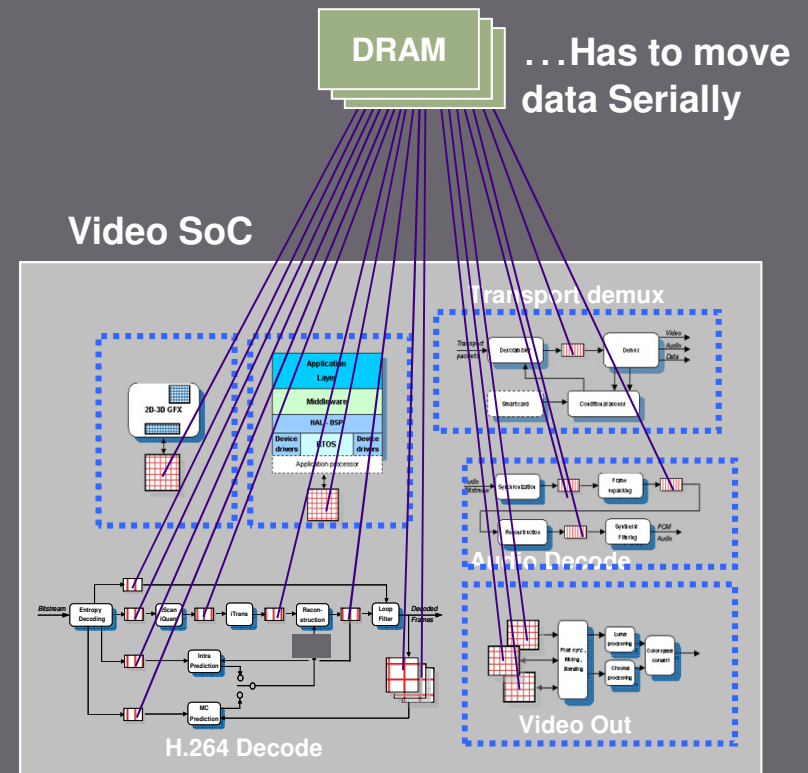 DRAM
...Has to move
data Serially
Video SoC
Transport demux
Transport
packets
Descrambler
Demux
Video
Audio
Data
Smartcard
Conditional access
2D-3D GFX
Application
Layer
Middleware
HAL - BSP
Device
drivers
RTOS
Device
drivers
Application processor
Audio
Bitstream
Synchronization
Frame
unpacking
Reconstruction
Synthesis
Filtering
PCM
Audio
Audio Decode
Bitstream
Entropy
Decoding
iScan
iQuant
iTrans
Recon-
struction
Loop
Filter
Decoded
Frames
Intra
Prediction
MC
Prediction
H.264 Decode
Pixel sync,
Mixing,
Blending
Luma
processing
Chroma
processing
Color space
convert
Video Out